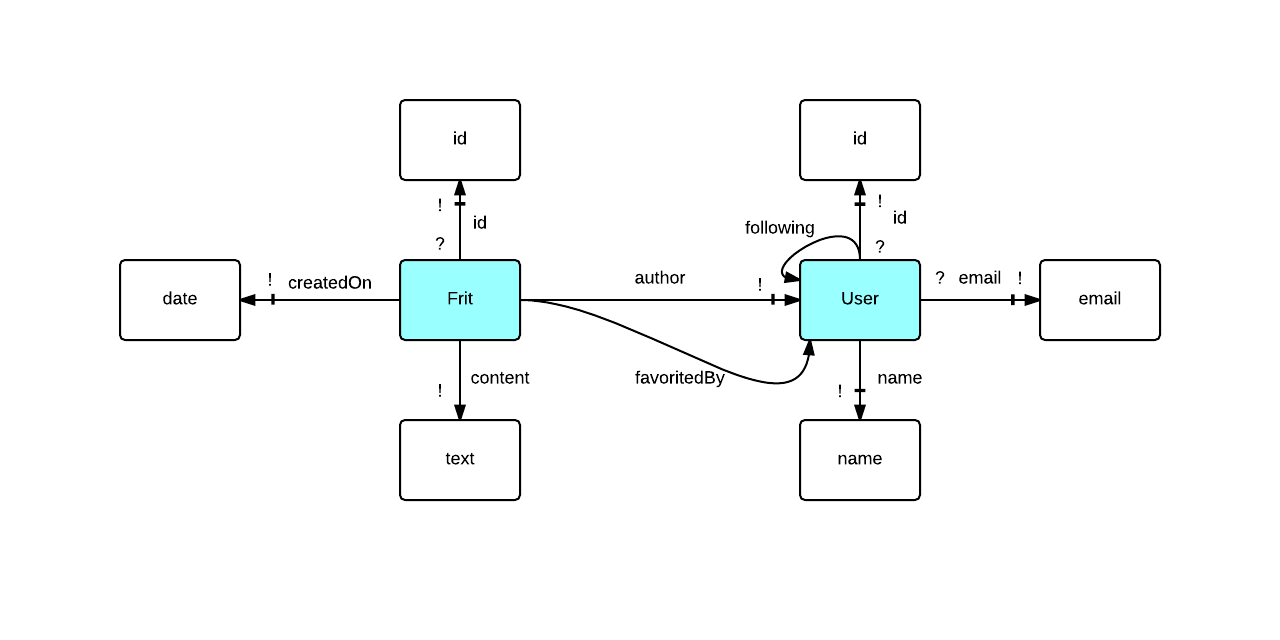 id
id
!
id
?
!
id
?
following
date
!
createdOn
Frit
author
!
User
?
email
!
email
!
content
favoritedBy
!
name
text
name